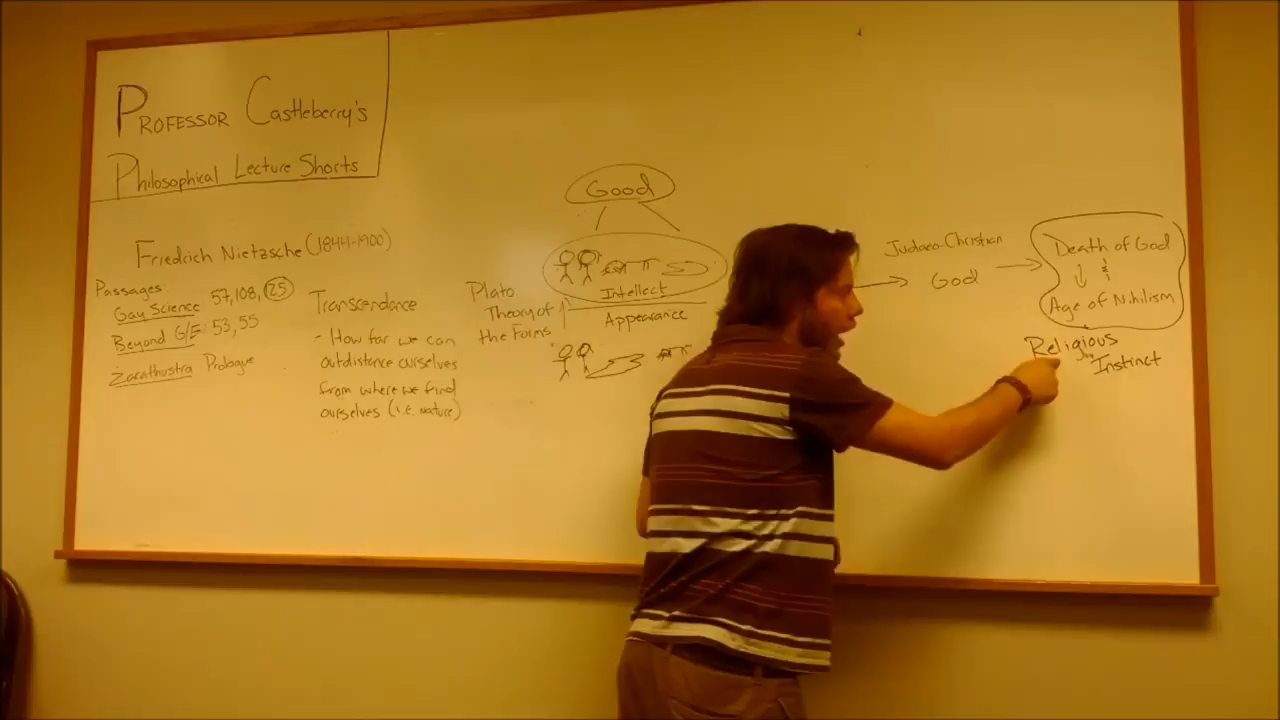 PROFESSOR CASTLEBERRY'S
PHILOSOPHICAL LECTURE SHORTS
FRIEDRICH NIETZSCHE (1844-1900)
Passages:
Gay Science 57, 108, 125
Beyond G/E 53, 55
Zarathustra Prologue
Transcendance
- How far we can
outdistance ourselves
from where we find
ourselves (i.e. nature)
Plato
Theory of
the Forms
Good
Intellect
Appearance
Judaeo-Christian
God
Death of God
Age of Nihilism
Religious
Instinct